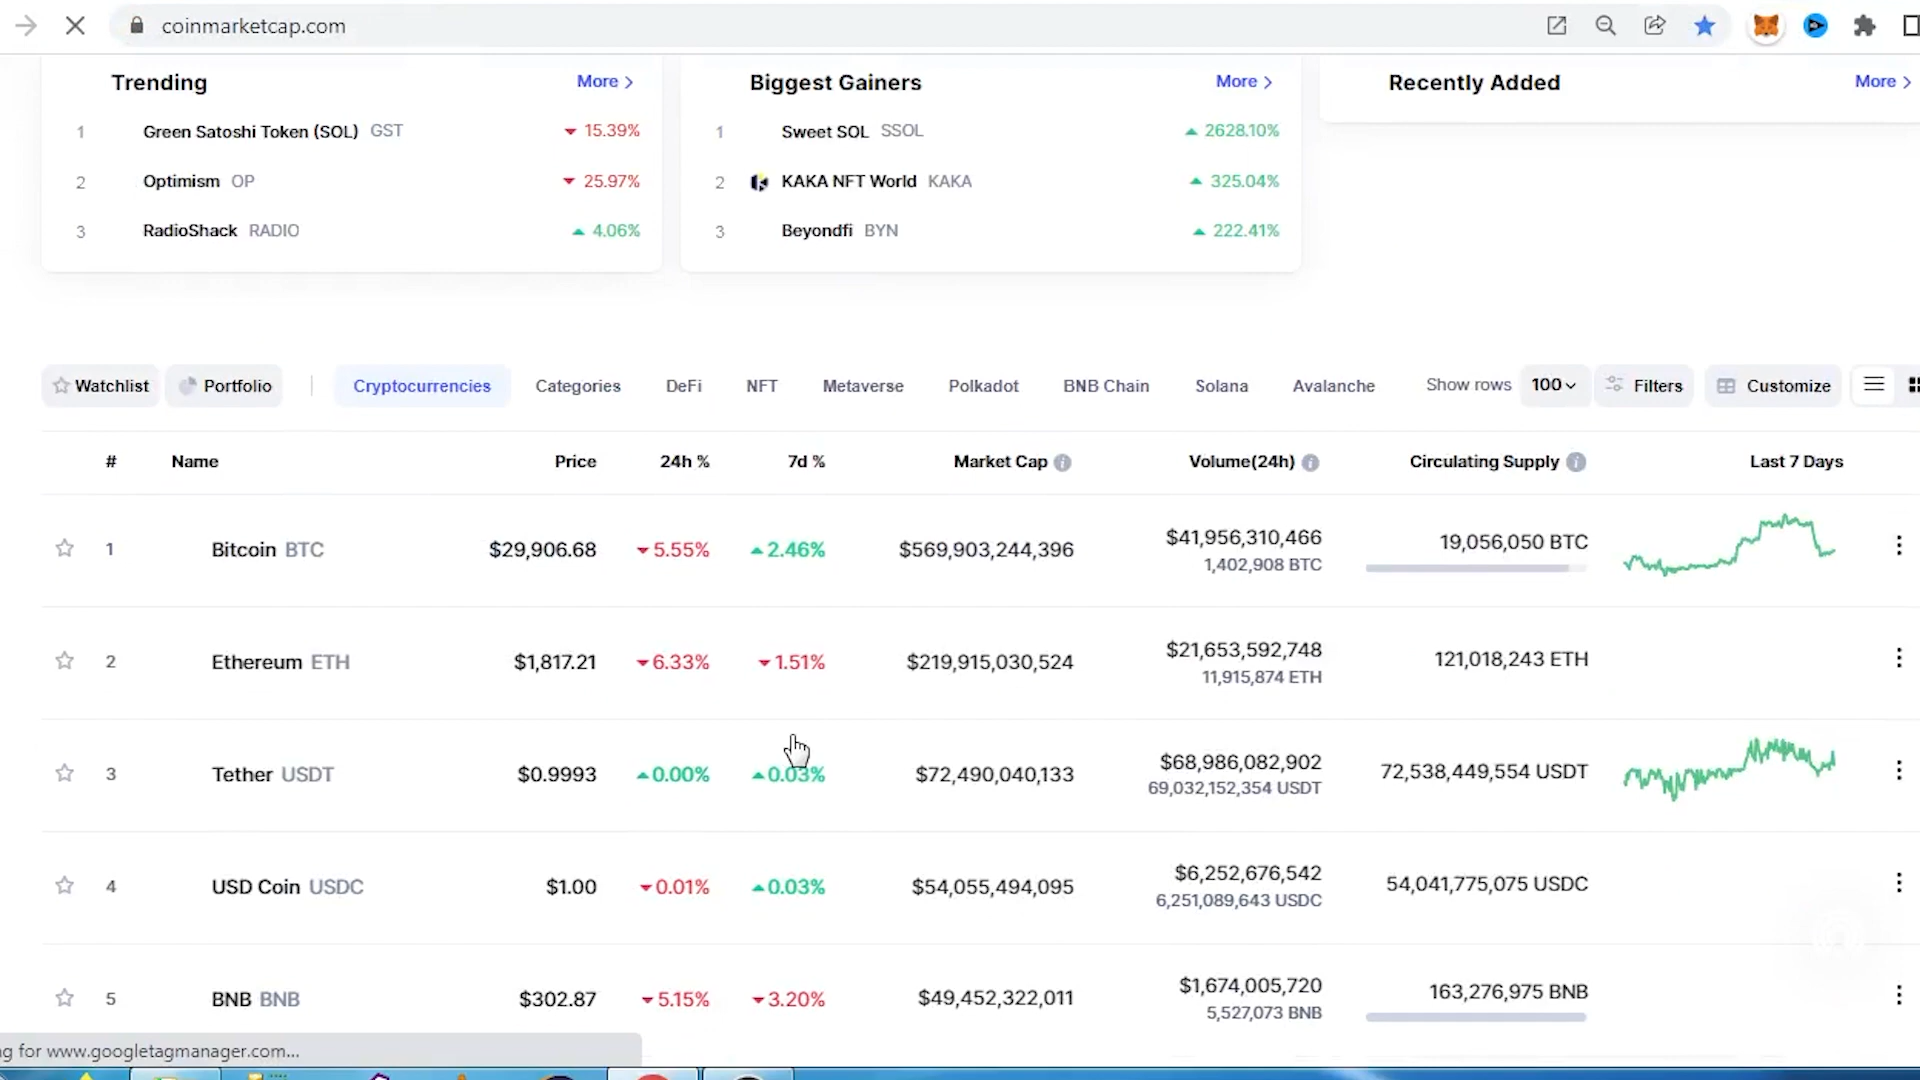 coinmarketcap.com
Trending More
1 Green Satoshi Token (SOL) GST 15.39%
2 Optimism OP 25.97%
3 RadioShack RADIO 4.06%
Biggest Gainers More
1 Sweet SOL SSOL 2628.10%
2 KAKA NFT World KAKA 325.04%
3 Beyondfi BYN 222.41%
Recently Added More
Watchlist Portfolio Cryptocurrencies Categories DeFi NFT Metaverse Polkadot BNB Chain Solana Avalanche Show rows 100 Filters Customize
# Name Price 24h % 7d % Market Cap Volume(24h) Circulating Supply Last 7 Days
1 Bitcoin BTC $29,906.68 5.55% 2.46% $569,903,244,396 $41,956,310,466 19,056,050 BTC
1,402,908 BTC
2 Ethereum ETH $1,817.21 6.33% 1.51% $219,915,030,524 $21,653,592,748 121,018,243 ETH
11,915,874 ETH
3 Tether USDT $0.9993 0.00% 0.03% $72,490,040,133 $68,986,082,902 72,538,449,554 USDT
69,032,152,354 USDT
4 USD Coin USDC $1.00 0.01% 0.03% $54,055,494,095 $6,252,676,542 54,041,775,075 USDC
6,251,089,643 USDC
5 BNB BNB $302.87 5.15% 3.20% $49,452,322,011 $1,674,005,720 163,276,975 BNB
5,527,073 BNB
g for www.googletagmanager.com...